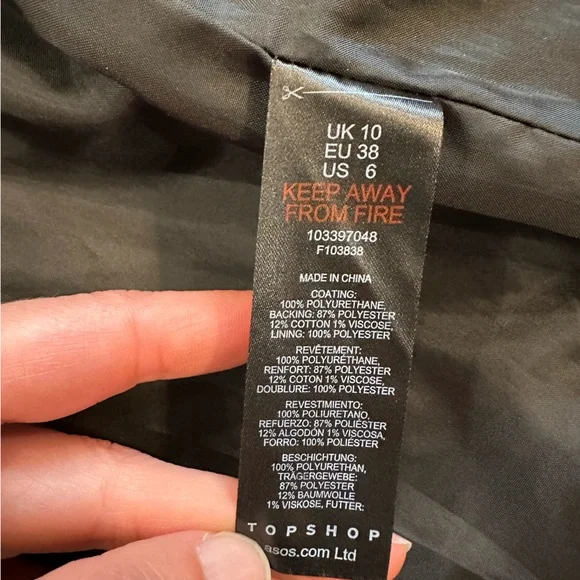 UK 10
EU 38
US 6
KEEP AWAY
FROM FIRE
103397048
F103838
MADE IN CHINA
COATING:
100% POLYURETHANE,
BACKING: 87% POLYESTER
12% COTTON 1% VISCOSE,
LINING: 100% POLYESTER
REVÊTEMENT:
100% POLYURÉTHANE,
RENFORT: 87% POLYESTER
12% COTON 1% VISCOSE,
DOUBLURE: 100% POLYESTER
REVESTIMIENTO:
100% POLIURETANO,
REFUERZO: 87% POLIÉSTER
12% ALGODÓN 1% VISCOSA,
FORRO: 100% POLIÉSTER
BESCHICHTUNG:
100% POLYURETHAN,
TRÄGERGEWEBE:
87% POLYESTER
12% BAUMWOLLE
1% VISKOSE, FUTTER:
TOPSHOP
asos.com Ltd